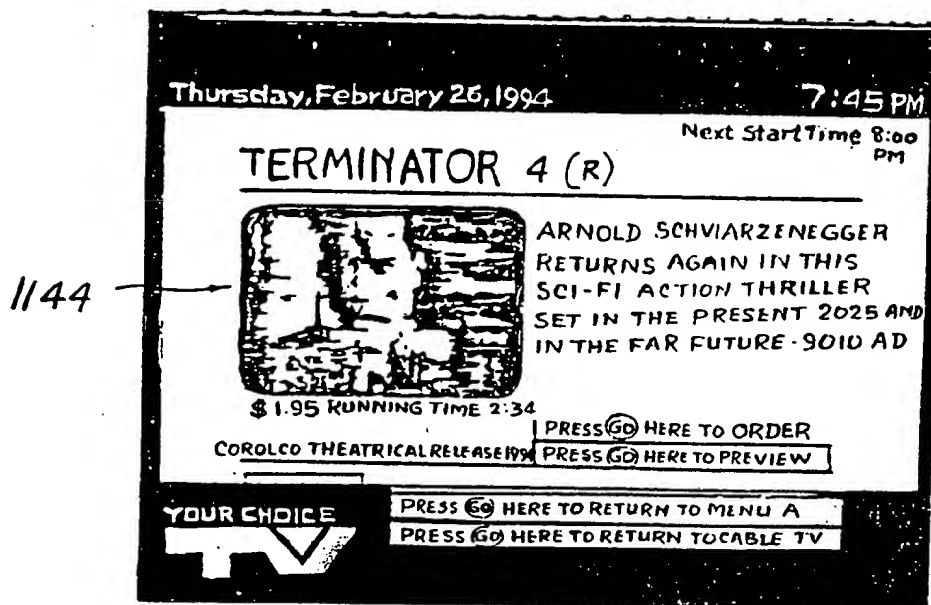 Thursday, February 26, 1994 7:45 PM
Next Start Time 8:00 PM
TERMINATOR 4 (R)
ARNOLD SCHVIARZENEGGER
RETURNS AGAIN IN THIS
SCI-FI ACTION THRILLER
SET IN THE PRESENT 2025 AND
IN THE FAR FUTURE - 9010 AD
1144
$1.95 RUNNING TIME 2:34
PRESS GO HERE TO ORDER
COROLCO THEATRICAL RELEASE 1994 PRESS GO HERE TO PREVIEW
YOUR CHOICE
TV
PRESS GO HERE TO RETURN TO MENU A
PRESS GO HERE TO RETURN TO CABLE TV